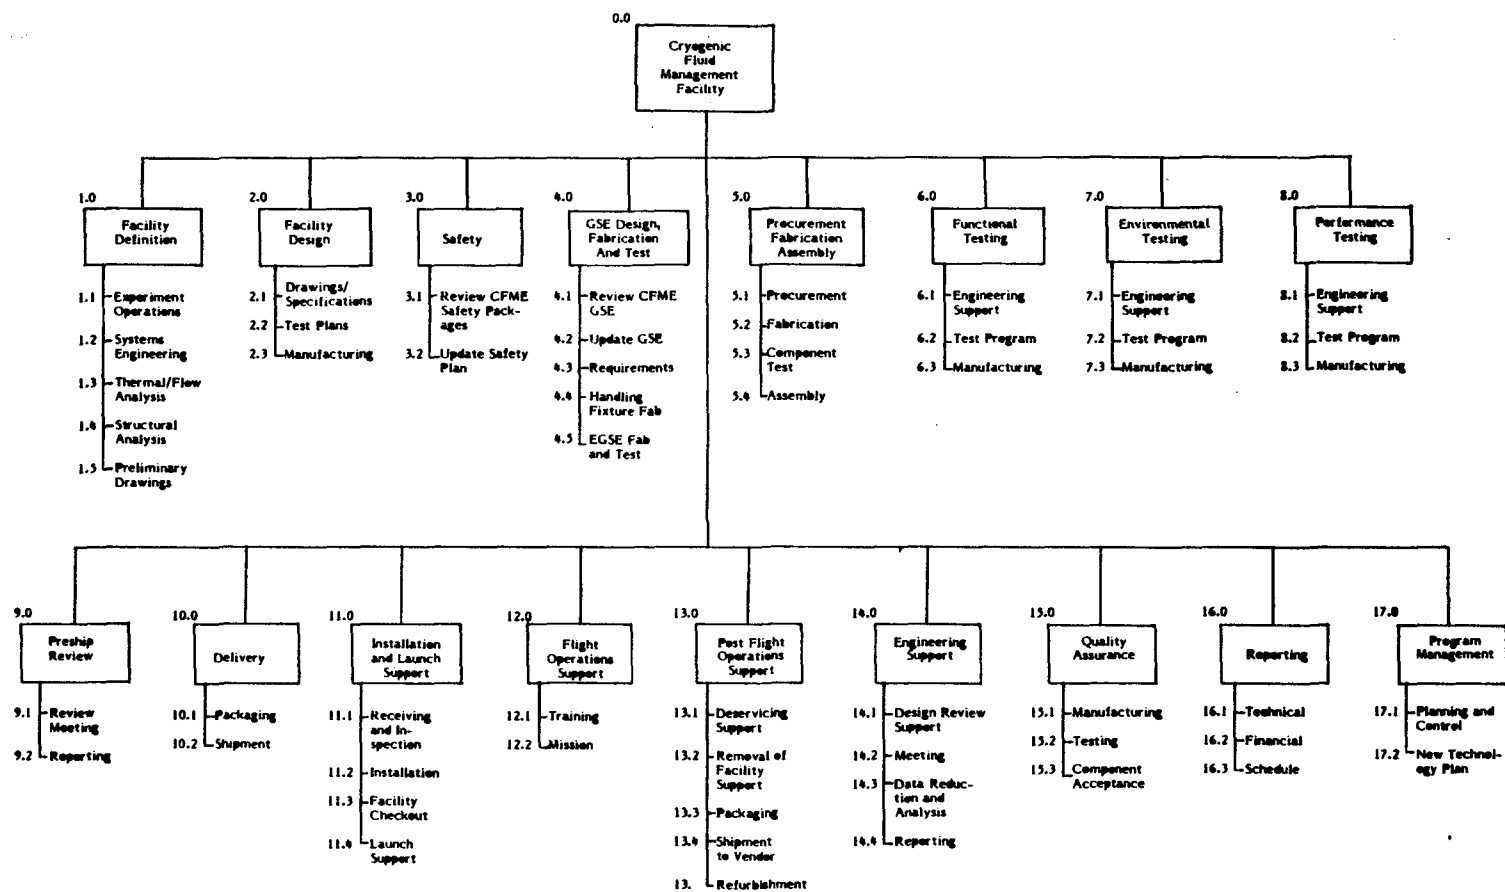 0.0
Cryogenic
Fluid
Management
Facility
1.0
Facility
Definition
1.1 Experiment
Operations
1.2 Systems
Engineering
1.3 Thermal/Flow
Analysis
1.4 Structural
Analysis
1.5 Preliminary
Drawings
2.0
Facility
Design
2.1 Drawings/
Specifications
2.2 Test Plans
2.3 Manufacturing
3.0
Safety
3.1 Review CFME
Safety Pack-
ages
3.2 Update Safety
Plan
4.0
GSE Design,
Fabrication
And Test
4.1 Review CFME
GSE
4.2 Update GSE
4.3 Requirements
4.4 Handling
Fixture Fab
4.5 EGSE Fab
and Test
5.0
Procurement
Fabrication
Assembly
5.1 Procurement
5.2 Fabrication
5.3 Component
Test
5.4 Assembly
6.0
Functional
Testing
6.1 Engineering
Support
6.2 Test Program
6.3 Manufacturing
7.0
Environmental
Testing
7.1 Engineering
Support
7.2 Test Program
7.3 Manufacturing
8.0
Performance
Testing
8.1 Engineering
Support
8.2 Test Program
8.3 Manufacturing
9.0
Preship
Review
9.1 Review
Meeting
9.2 Reporting
10.0
Delivery
10.1 Packaging
10.2 Shipment
11.0
Installation
and Launch
Support
11.1 Receiving
and In-
spection
11.2 Installation
11.3 Facility
Checkout
11.4 Launch
Support
12.0
Flight
Operations
Support
12.1 Training
12.2 Mission
13.0
Post Flight
Operations
Support
13.1 Deservicing
Support
13.2 Removal of
Facility
Support
13.3 Packaging
13.4 Shipment
to Vendor
13. Refurbishment
14.0
Engineering
Support
14.1 Design Review
Support
14.2 Meeting
14.3 Data Reduc-
tion and
Analysis
14.4 Reporting
15.0
Quality
Assurance
15.1 Manufacturing
15.2 Testing
15.3 Component
Acceptance
16.0
Reporting
16.1 Technical
16.2 Financial
16.3 Schedule
17.0
Program
Management
17.1 Planning and
Control
17.2 New Technol-
ogy Plan